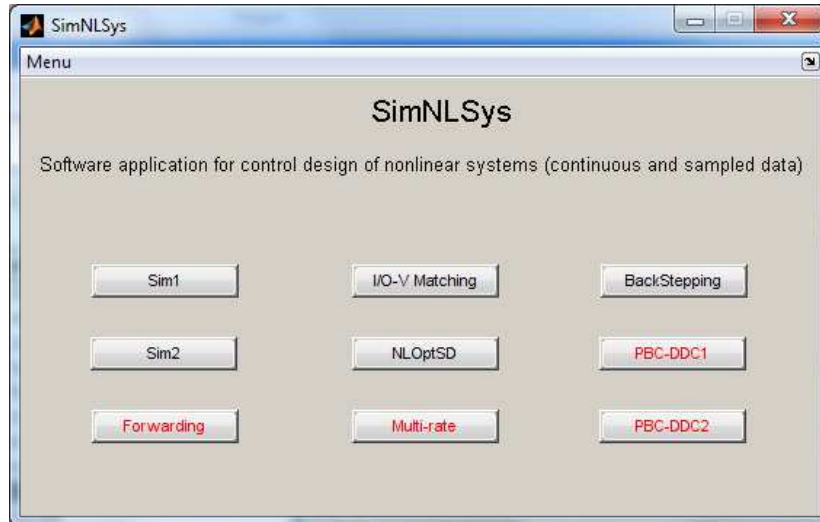 SimNLSys
Menu
SimNLSys
Software application for control design of nonlinear systems (continuous and sampled data)
Sim1
I/O-V Matching
BackStepping
Sim2
NLOptSD
PBC-DDC1
Forwarding
Multi-rate
PBC-DDC2